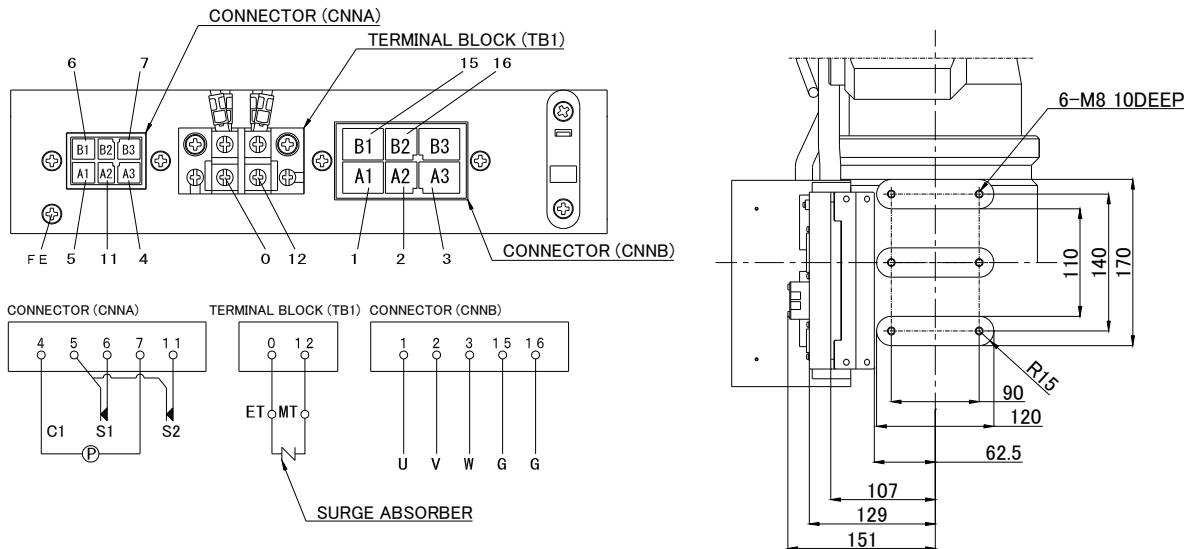 CONNECTOR (CNNA)
TERMINAL BLOCK (TB1)
6 7 15 16
B1 B2 B3
A1 A2 A3
B1 B2 B3
A1 A2 A3
CONNECTOR (CNNB)
FE 5 11 4 0 12 1 2 3
CONNECTOR (CNNA)
4 5 6 7 11
C1 S1 S2
P
TERMINAL BLOCK (TB1)
0 12
ET MT
SURGE ABSORBER
CONNECTOR (CNNB)
1 2 3 15 16
U V W G G
6-M8 10DEEP
110
140
170
R15
90
120
62.5
107
129
151